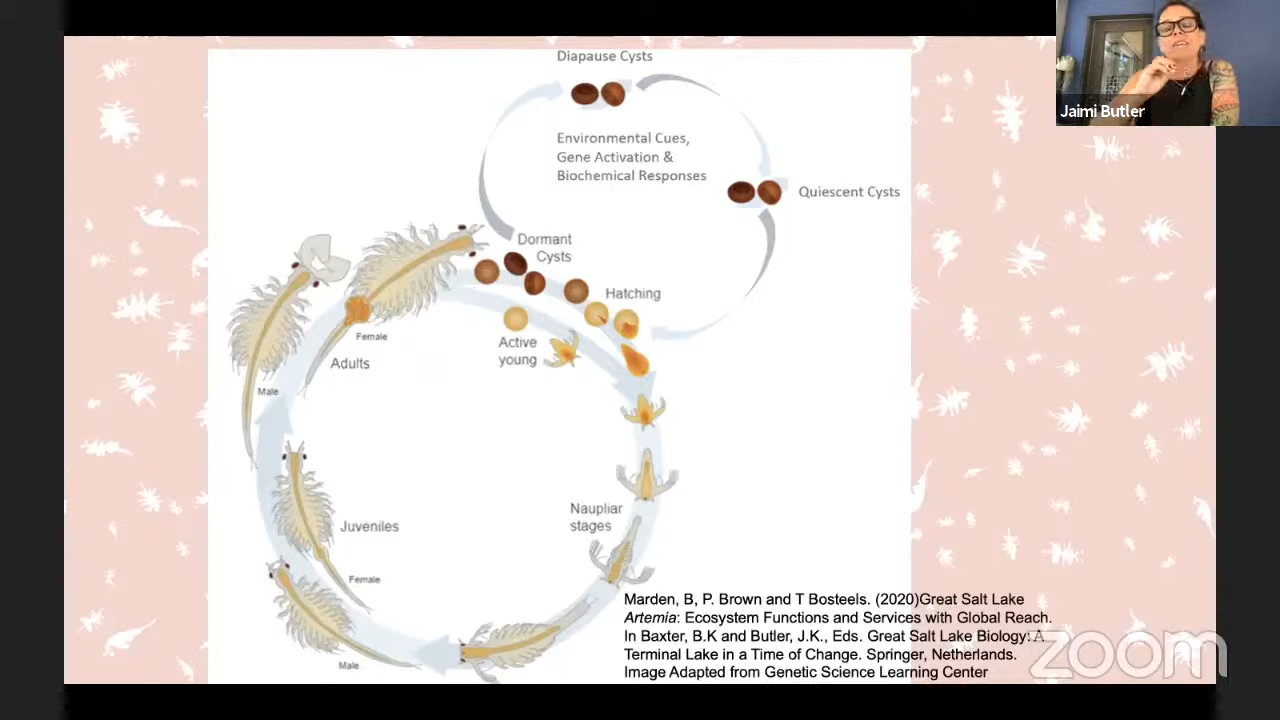 Diapause Cysts
Jaimi Butler
Environmental Cues,
Gene Activation &
Biochemical Responses
Quiescent Cysts
Dormant
Cysts
Hatching
Female
Adults
Active
young
Male
Naupliar
stages
Juveniles
Female
Male
Marden, B, P. Brown and T Bosteels. (2020)Great Salt Lake
Artemia: Ecosystem Functions and Services with Global Reach.
In Baxter, B.K and Butler, J.K., Eds. Great Salt Lake Biology: A
Terminal Lake in a Time of Change. Springer, Netherlands.
Image Adapted from Genetic Science Learning Center
zoom